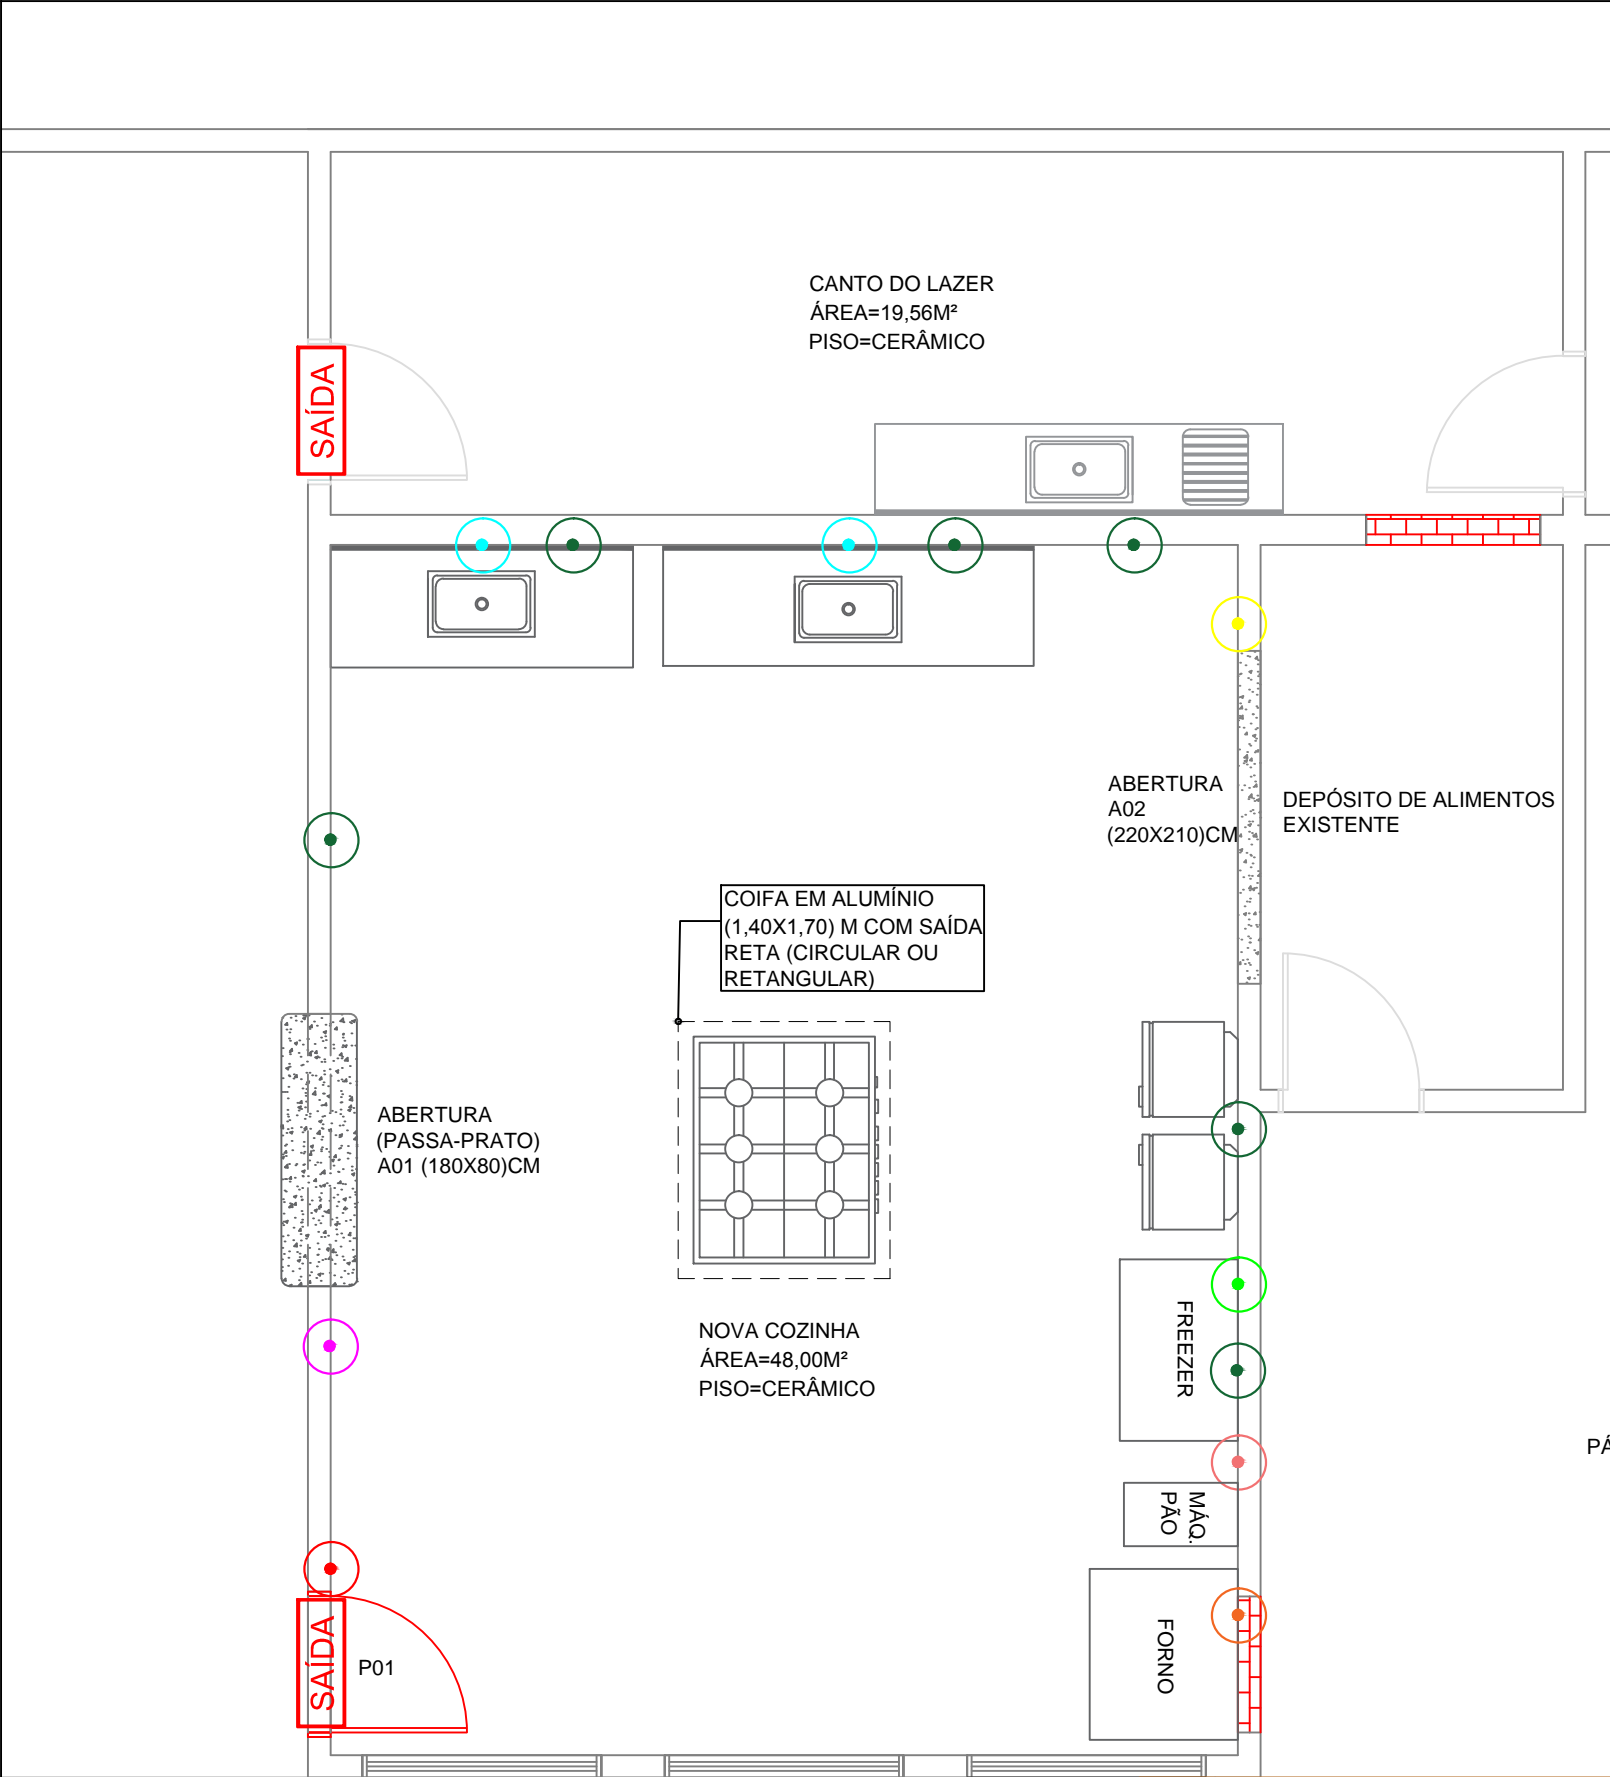 CANTO DO LAZER
ÁREA=19,56M²
PISO=CERÂMICO
SAÍDA
ABERTURA
A02
(220X210)CM
DEPÓSITO DE ALIMENTOS
EXISTENTE
COIFA EM ALUMÍNIO
(1,40X1,70) M COM SAÍDA
RETA (CIRCULAR OU
RETANGULAR)
ABERTURA
(PASSA-PRATO)
A01 (180X80)CM
NOVA COZINHA
ÁREA=48,00M²
PISO=CERÂMICO
FREEZER
PÁ
MÁQ.
PÃO
FORNO
SAÍDA
P01